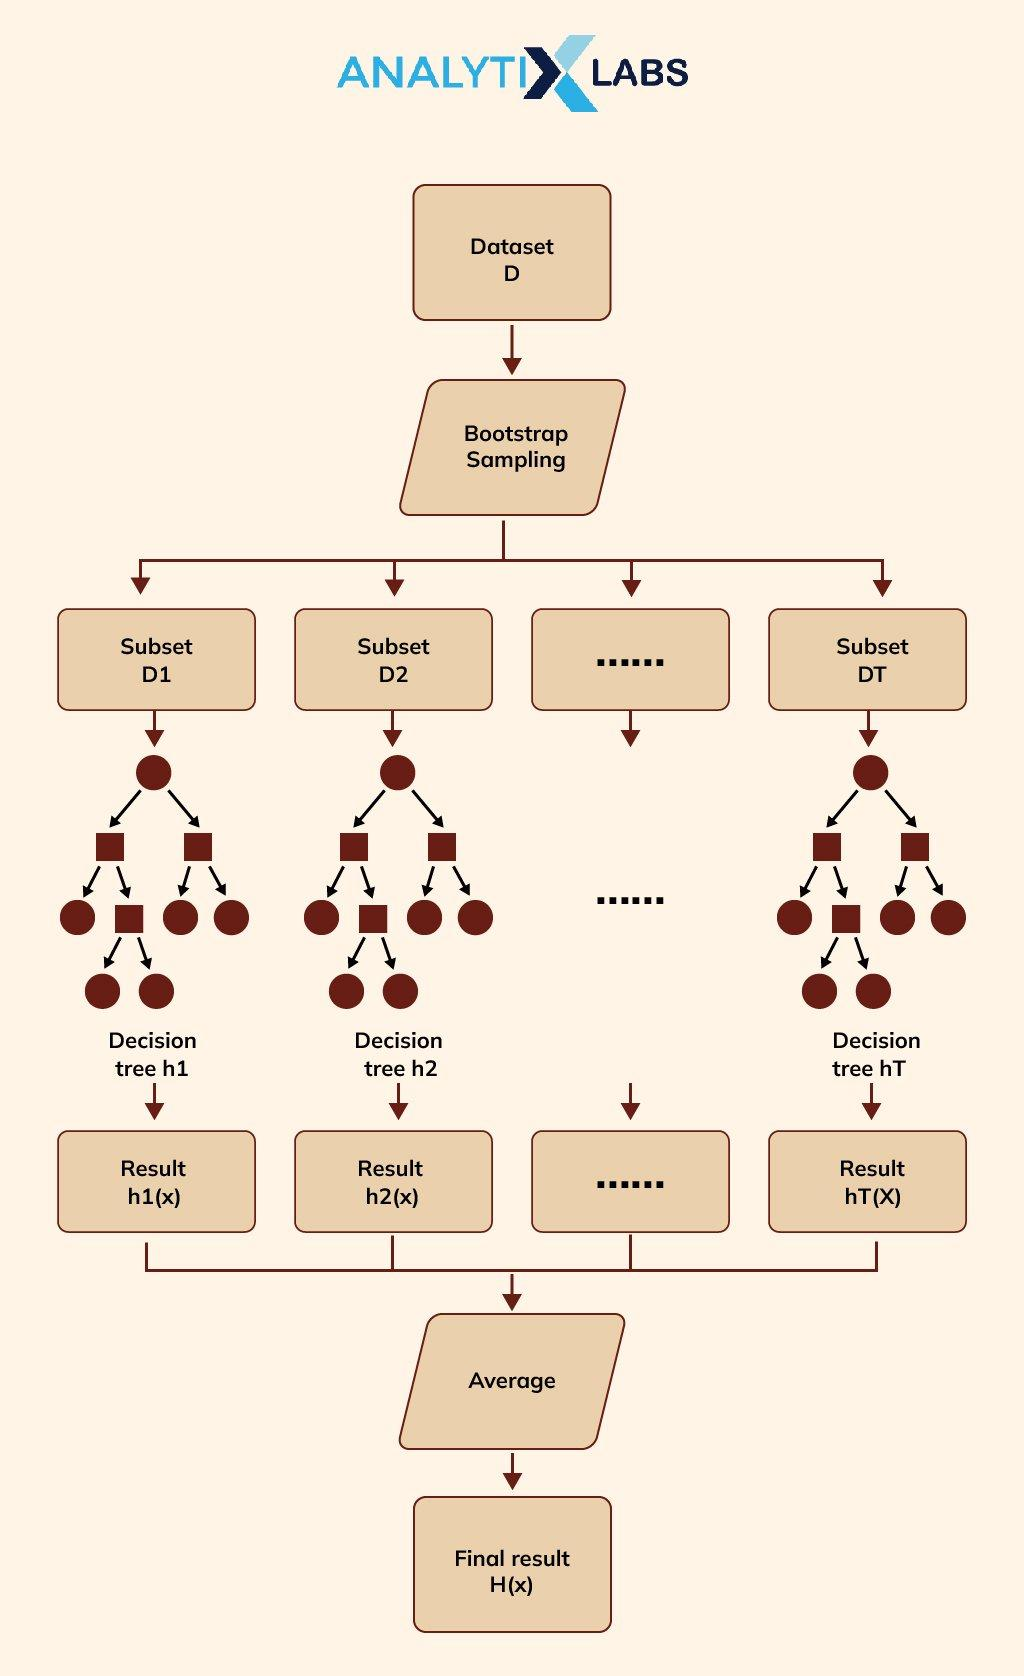 ANALYTIX LABS
Dataset
D
Bootstrap
Sampling
Subset
D1
Subset
D2
......
Subset
DT
......
Decision
tree h1
Decision
tree h2
Decision
tree hT
Result
h1(x)
Result
h2(x)
......
Result
hT(X)
Average
Final result
H(x)